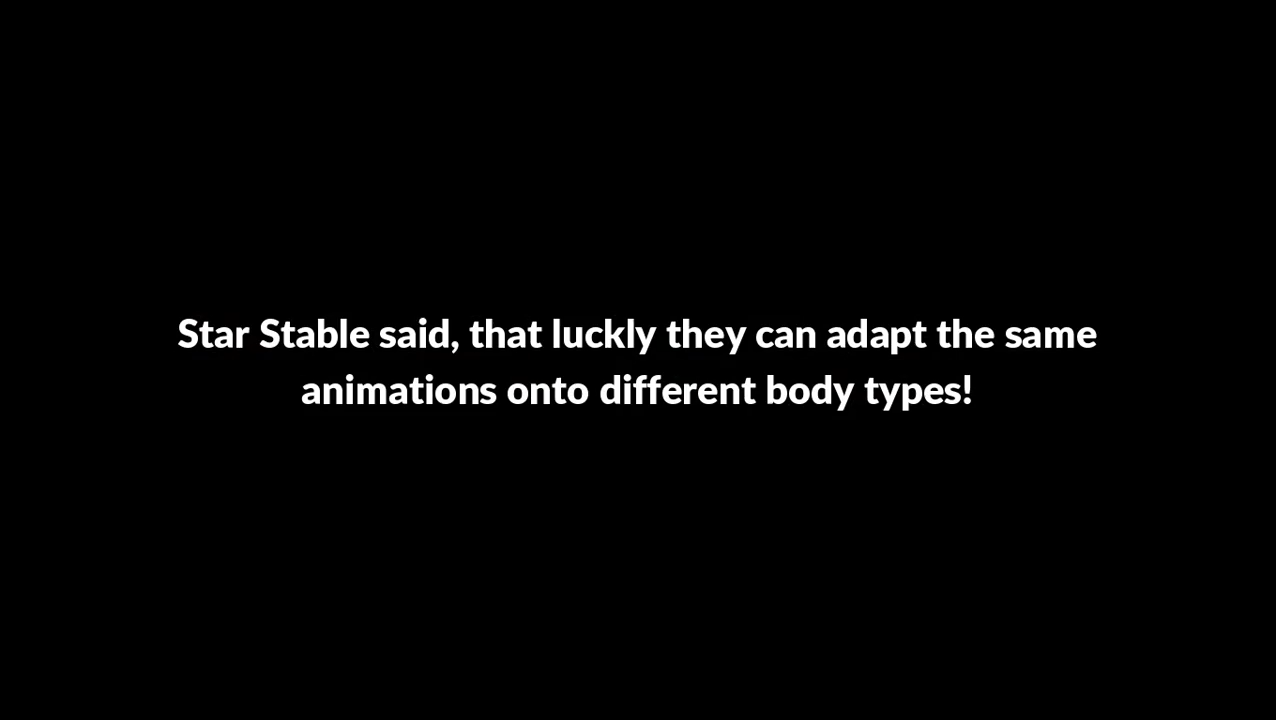 Star Stable said, that luckly they can adapt the same
animations onto different body types!